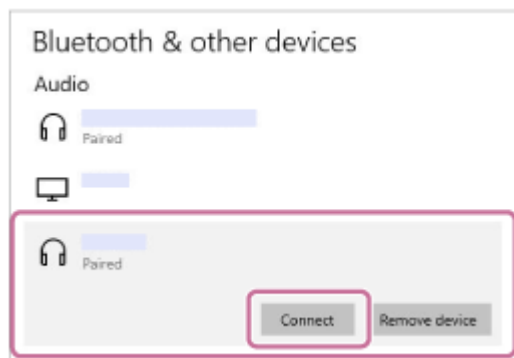 Bluetooth & other devices
Audio
Paired
Paired
Connect Remove device